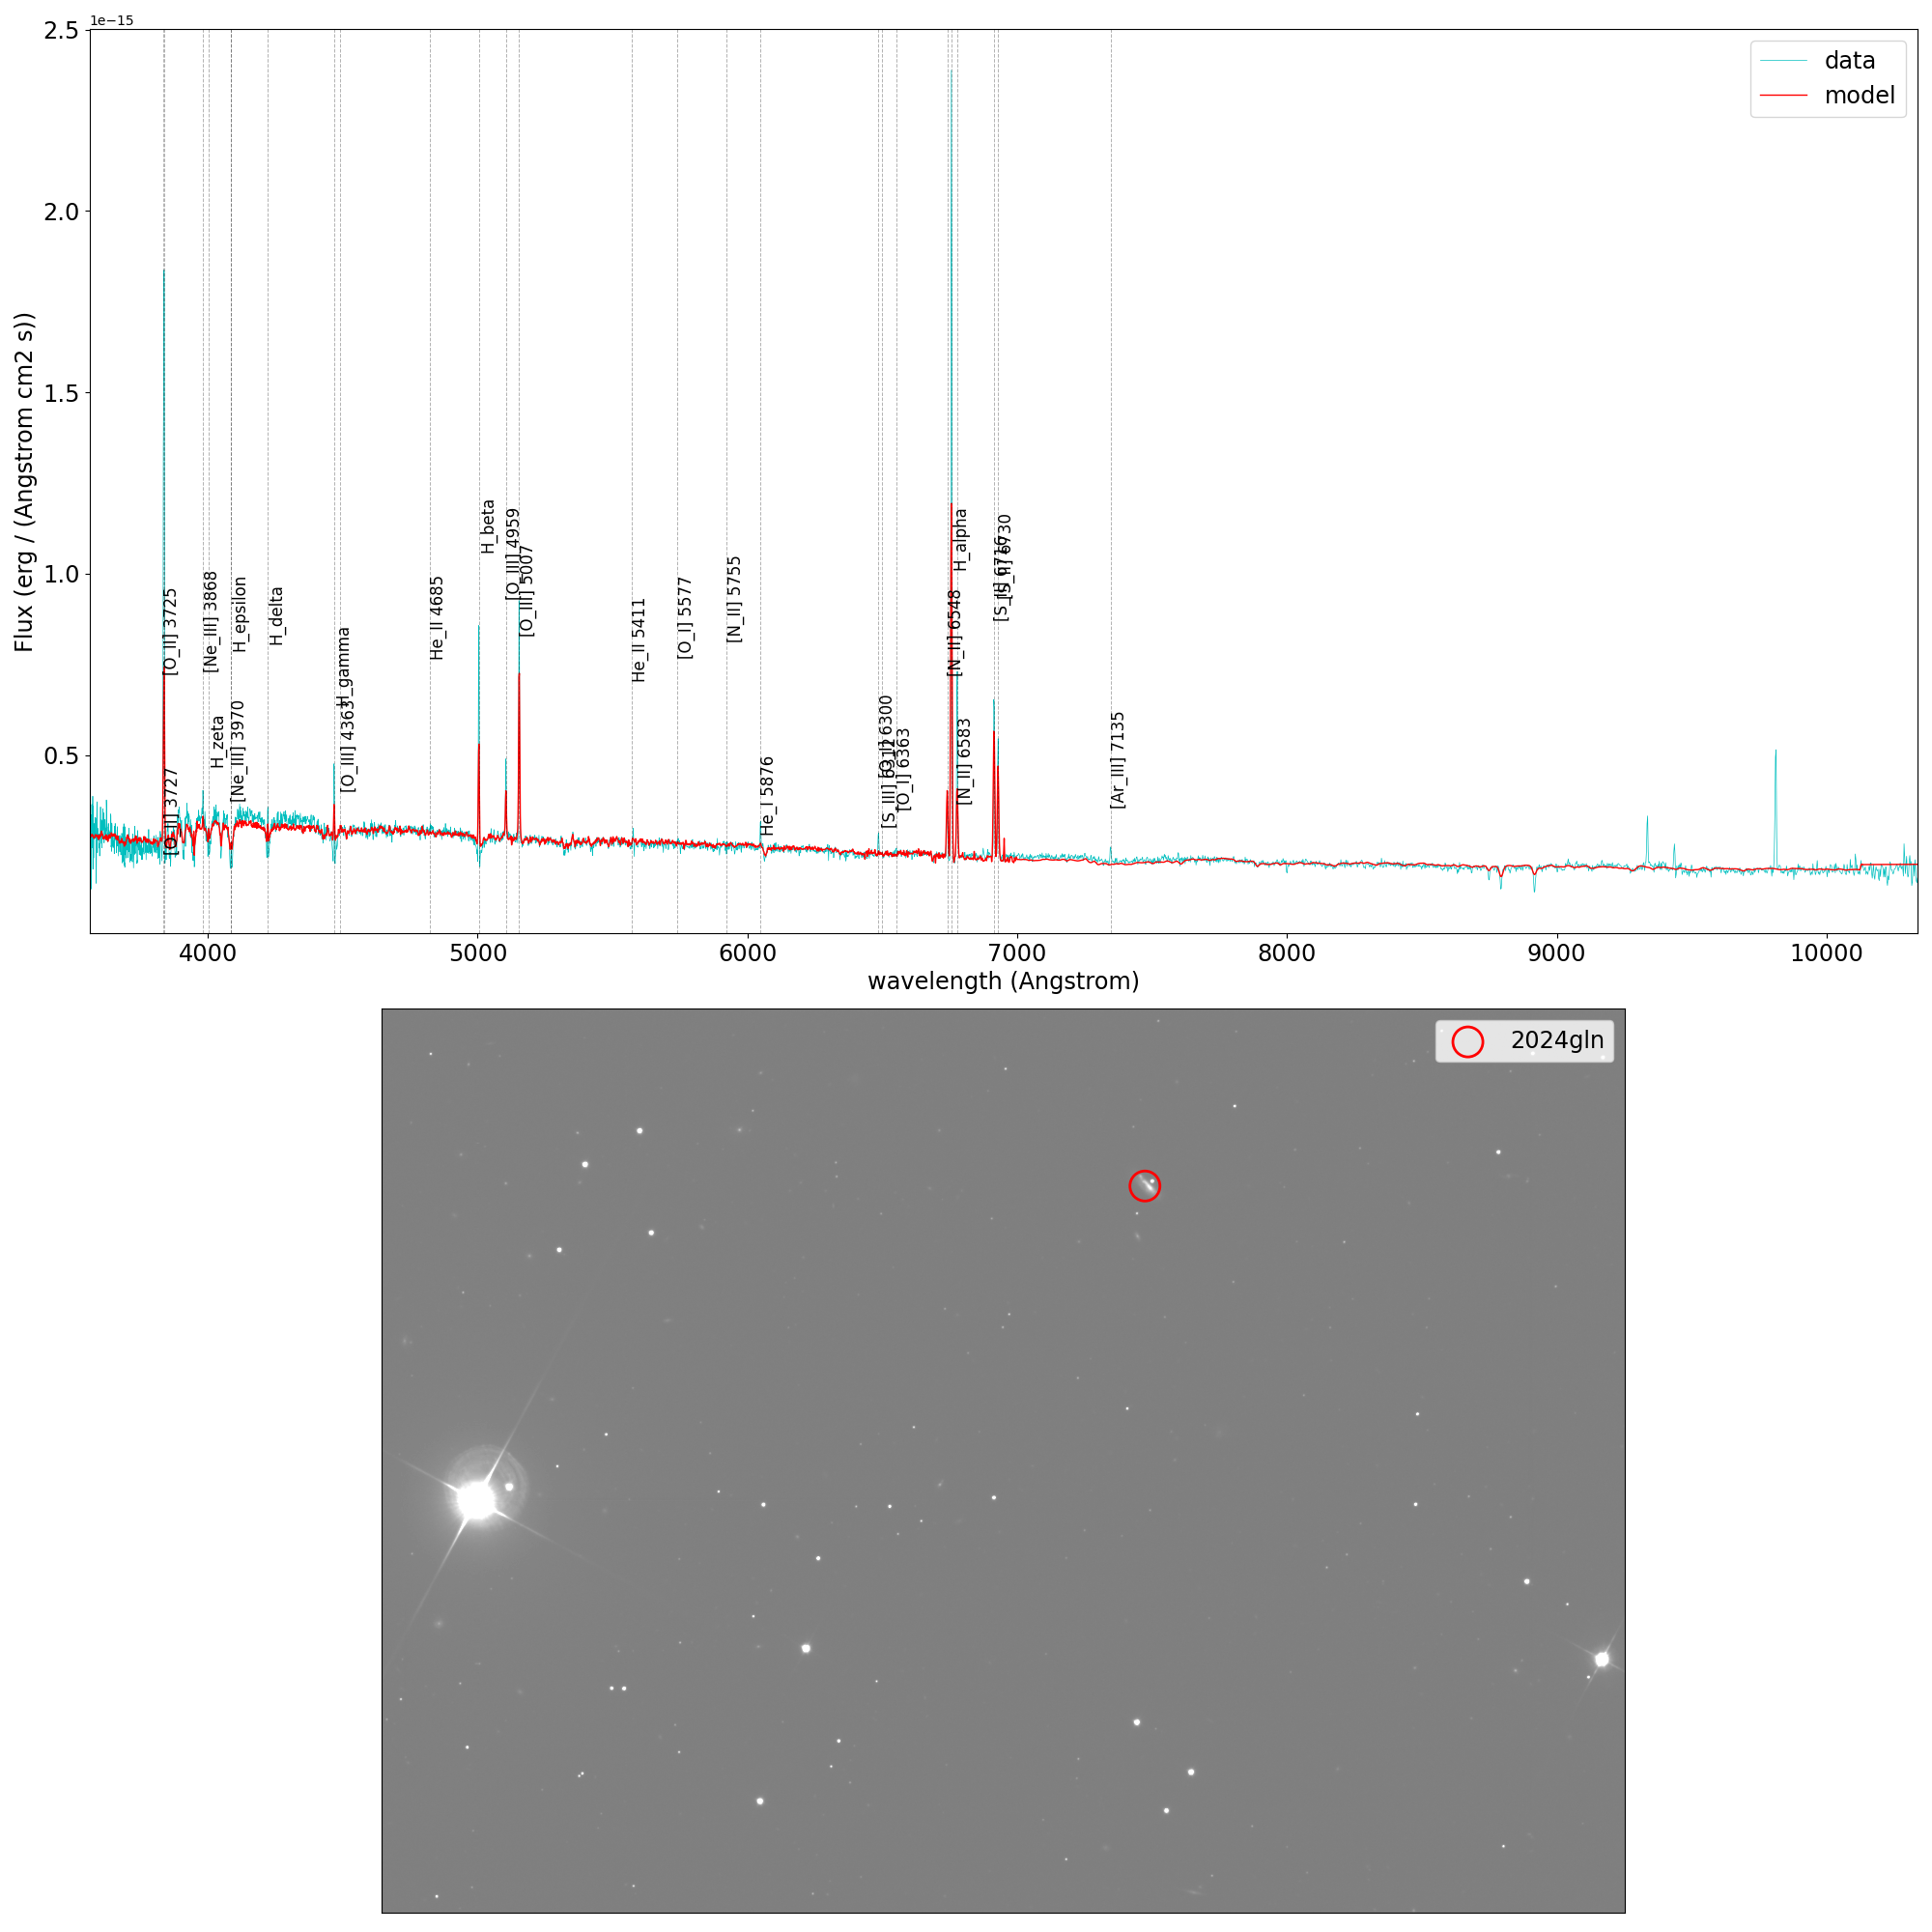 1e−15
2.5
2.0
1.5
1.0
0.5
Flux (erg / (Angstrom cm2 s))
data
model
[O_II] 3725
[O_II] 3727
[Ne_III] 3868
H_zeta
[Ne_III] 3970
H_epsilon
H_delta
H_gamma
[O_III] 4363
He_II 4685
H_beta
[O_III] 4959
[O_III] 5007
He_II 5411
[O_I] 5577
[N_II] 5755
He_I 5876
[O_I] 6300
[S_III] 6312
[O_I] 6363
[N_II] 6548
H_alpha
[N_II] 6583
[S_II] 6716
[S_II] 6730
[Ar_III] 7135
4000 5000 6000 7000 8000 9000 10000
wavelength (Angstrom)
2024gln